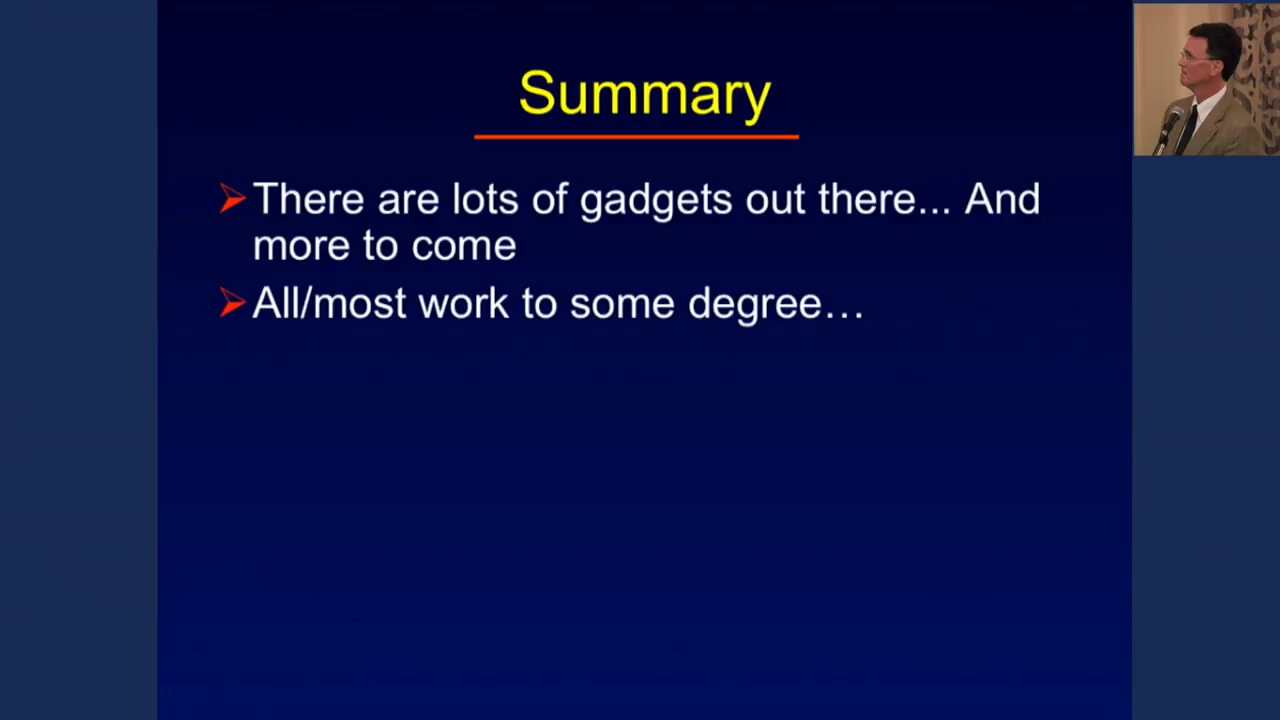 Summary
There are lots of gadgets out there... And
more to come
All/most work to some degree…